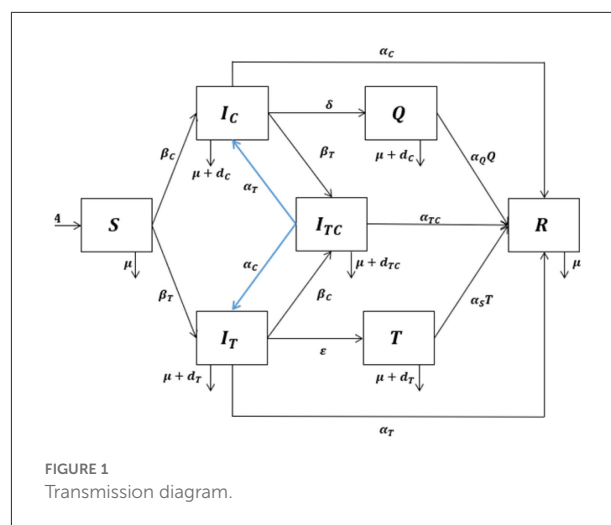 α_C
I_C
δ
Q
β_C
β_T
μ + d_C
μ + d_C
α_Q Q
α_T
4
S
I_TC
α_TC
R
μ
α_C
μ + d_TC
μ
β_T
β_C
α_S T
I_T
ε
T
μ + d_T
μ + d_T
α_T
FIGURE 1
Transmission diagram.